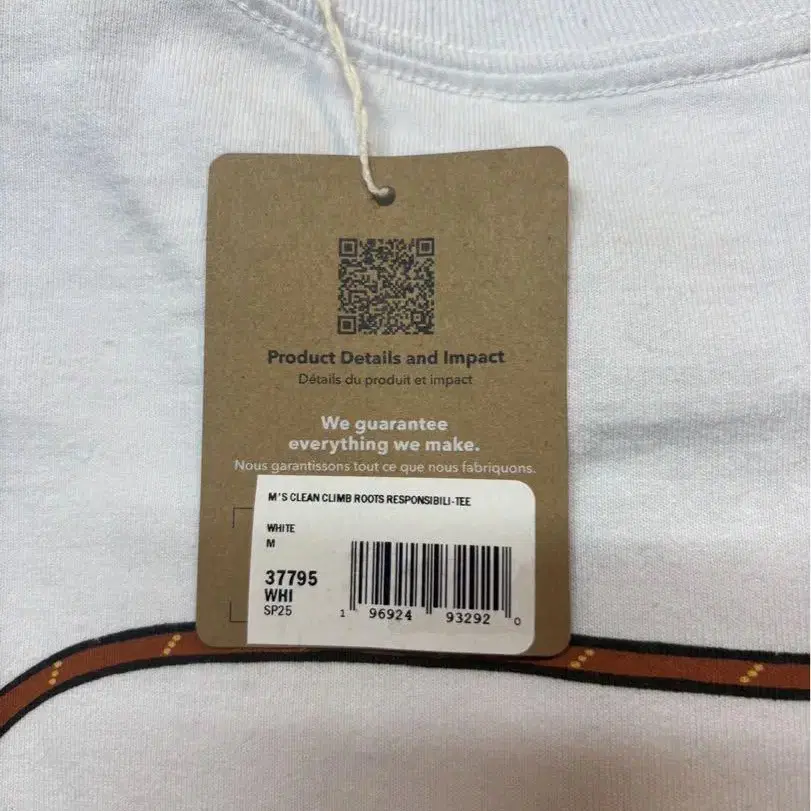 Product Details and Impact
Détails du produit et impact
We guarantee
everything we make.
Nous garantissons tout ce que nous fabriquons.
M'S CLEAN CLIMB ROOTS RESPONSIBILI-TEE
WHITE
M
37795
WHI
SP25
1 96924 93292 0